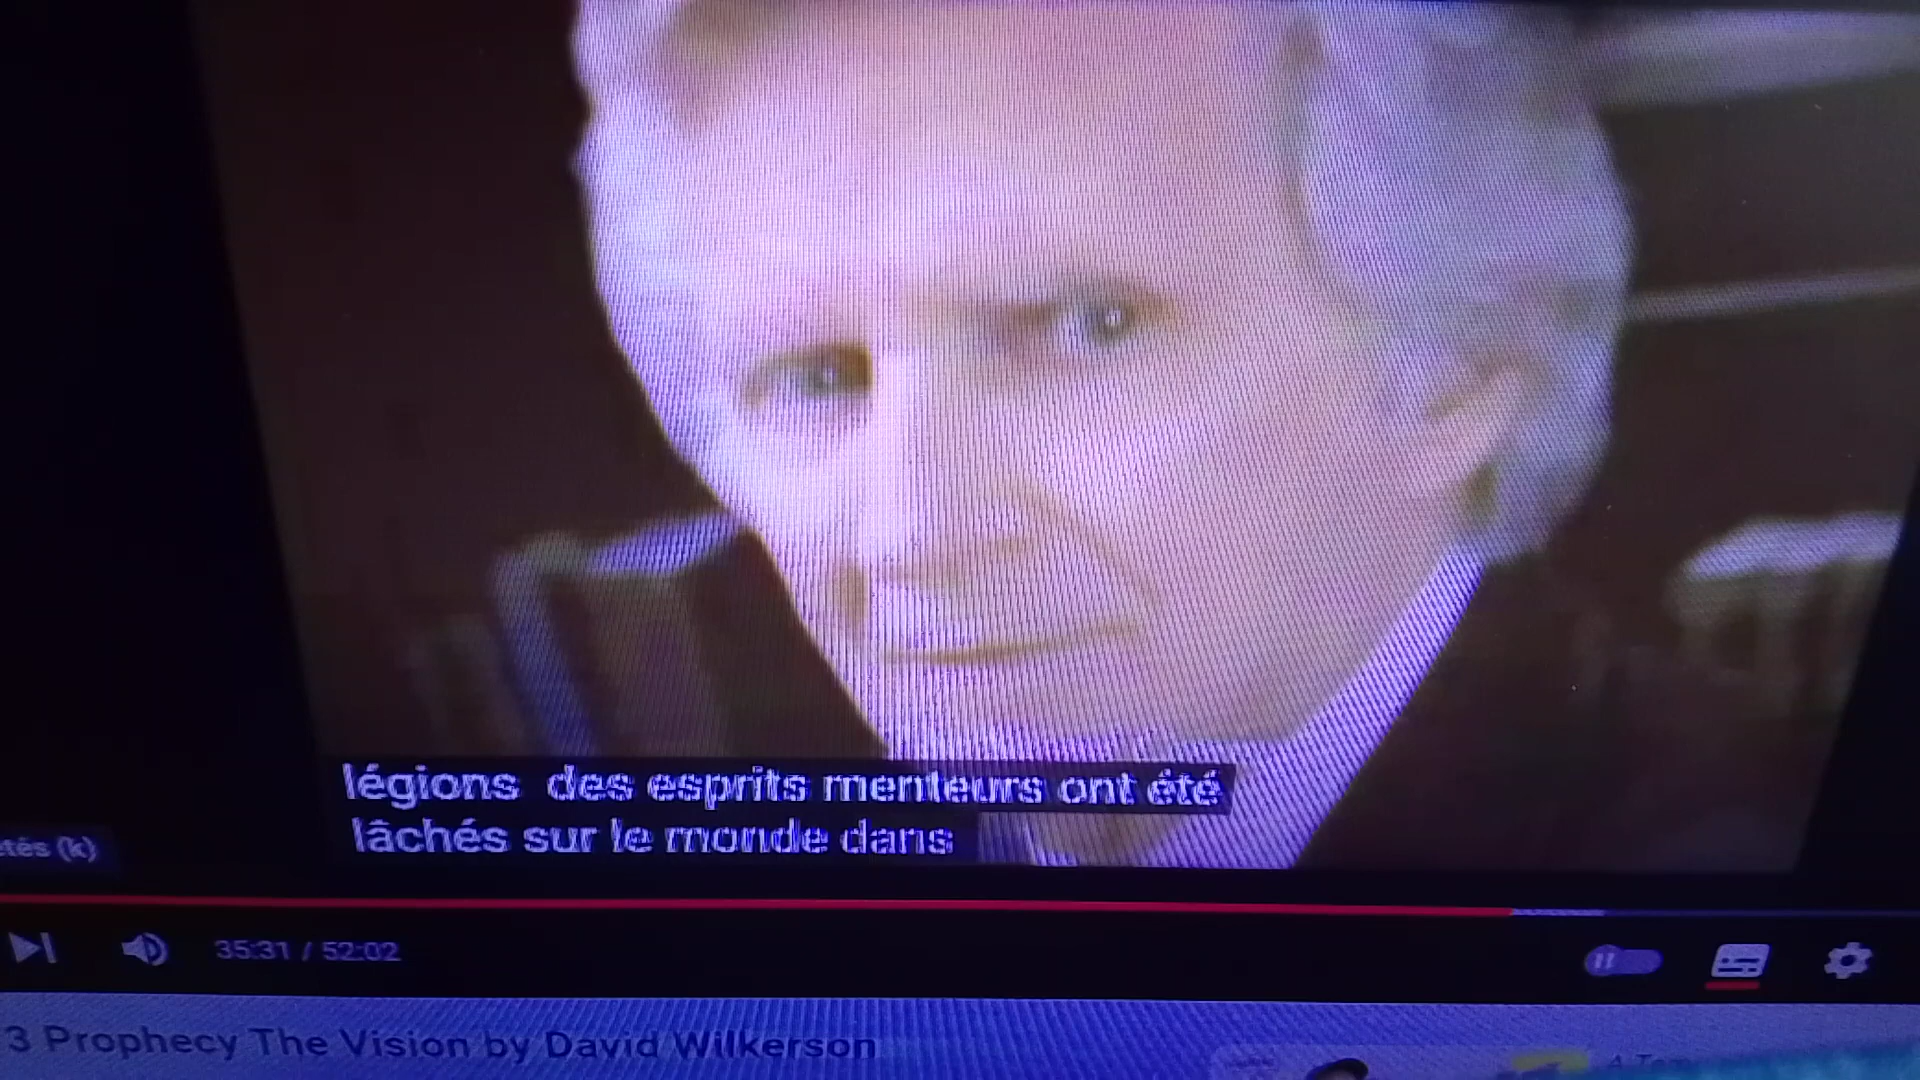 légions des esprits menteurs ont été
lâchés sur le monde dans
(k)
35:31 / 52:02
3 Prophecy The Vision by David Wilkerson